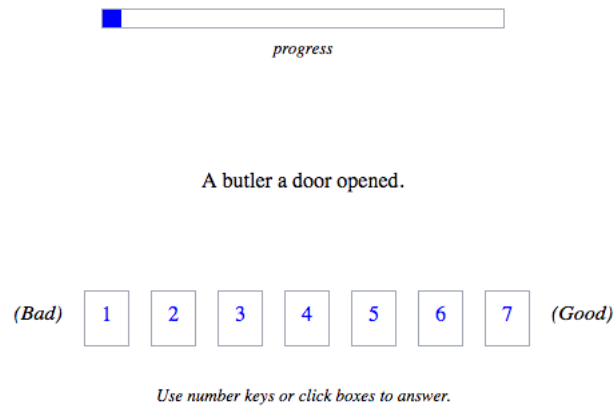 progress
A butler a door opened.
(Bad) 1 2 3 4 5 6 7 (Good)
Use number keys or click boxes to answer.